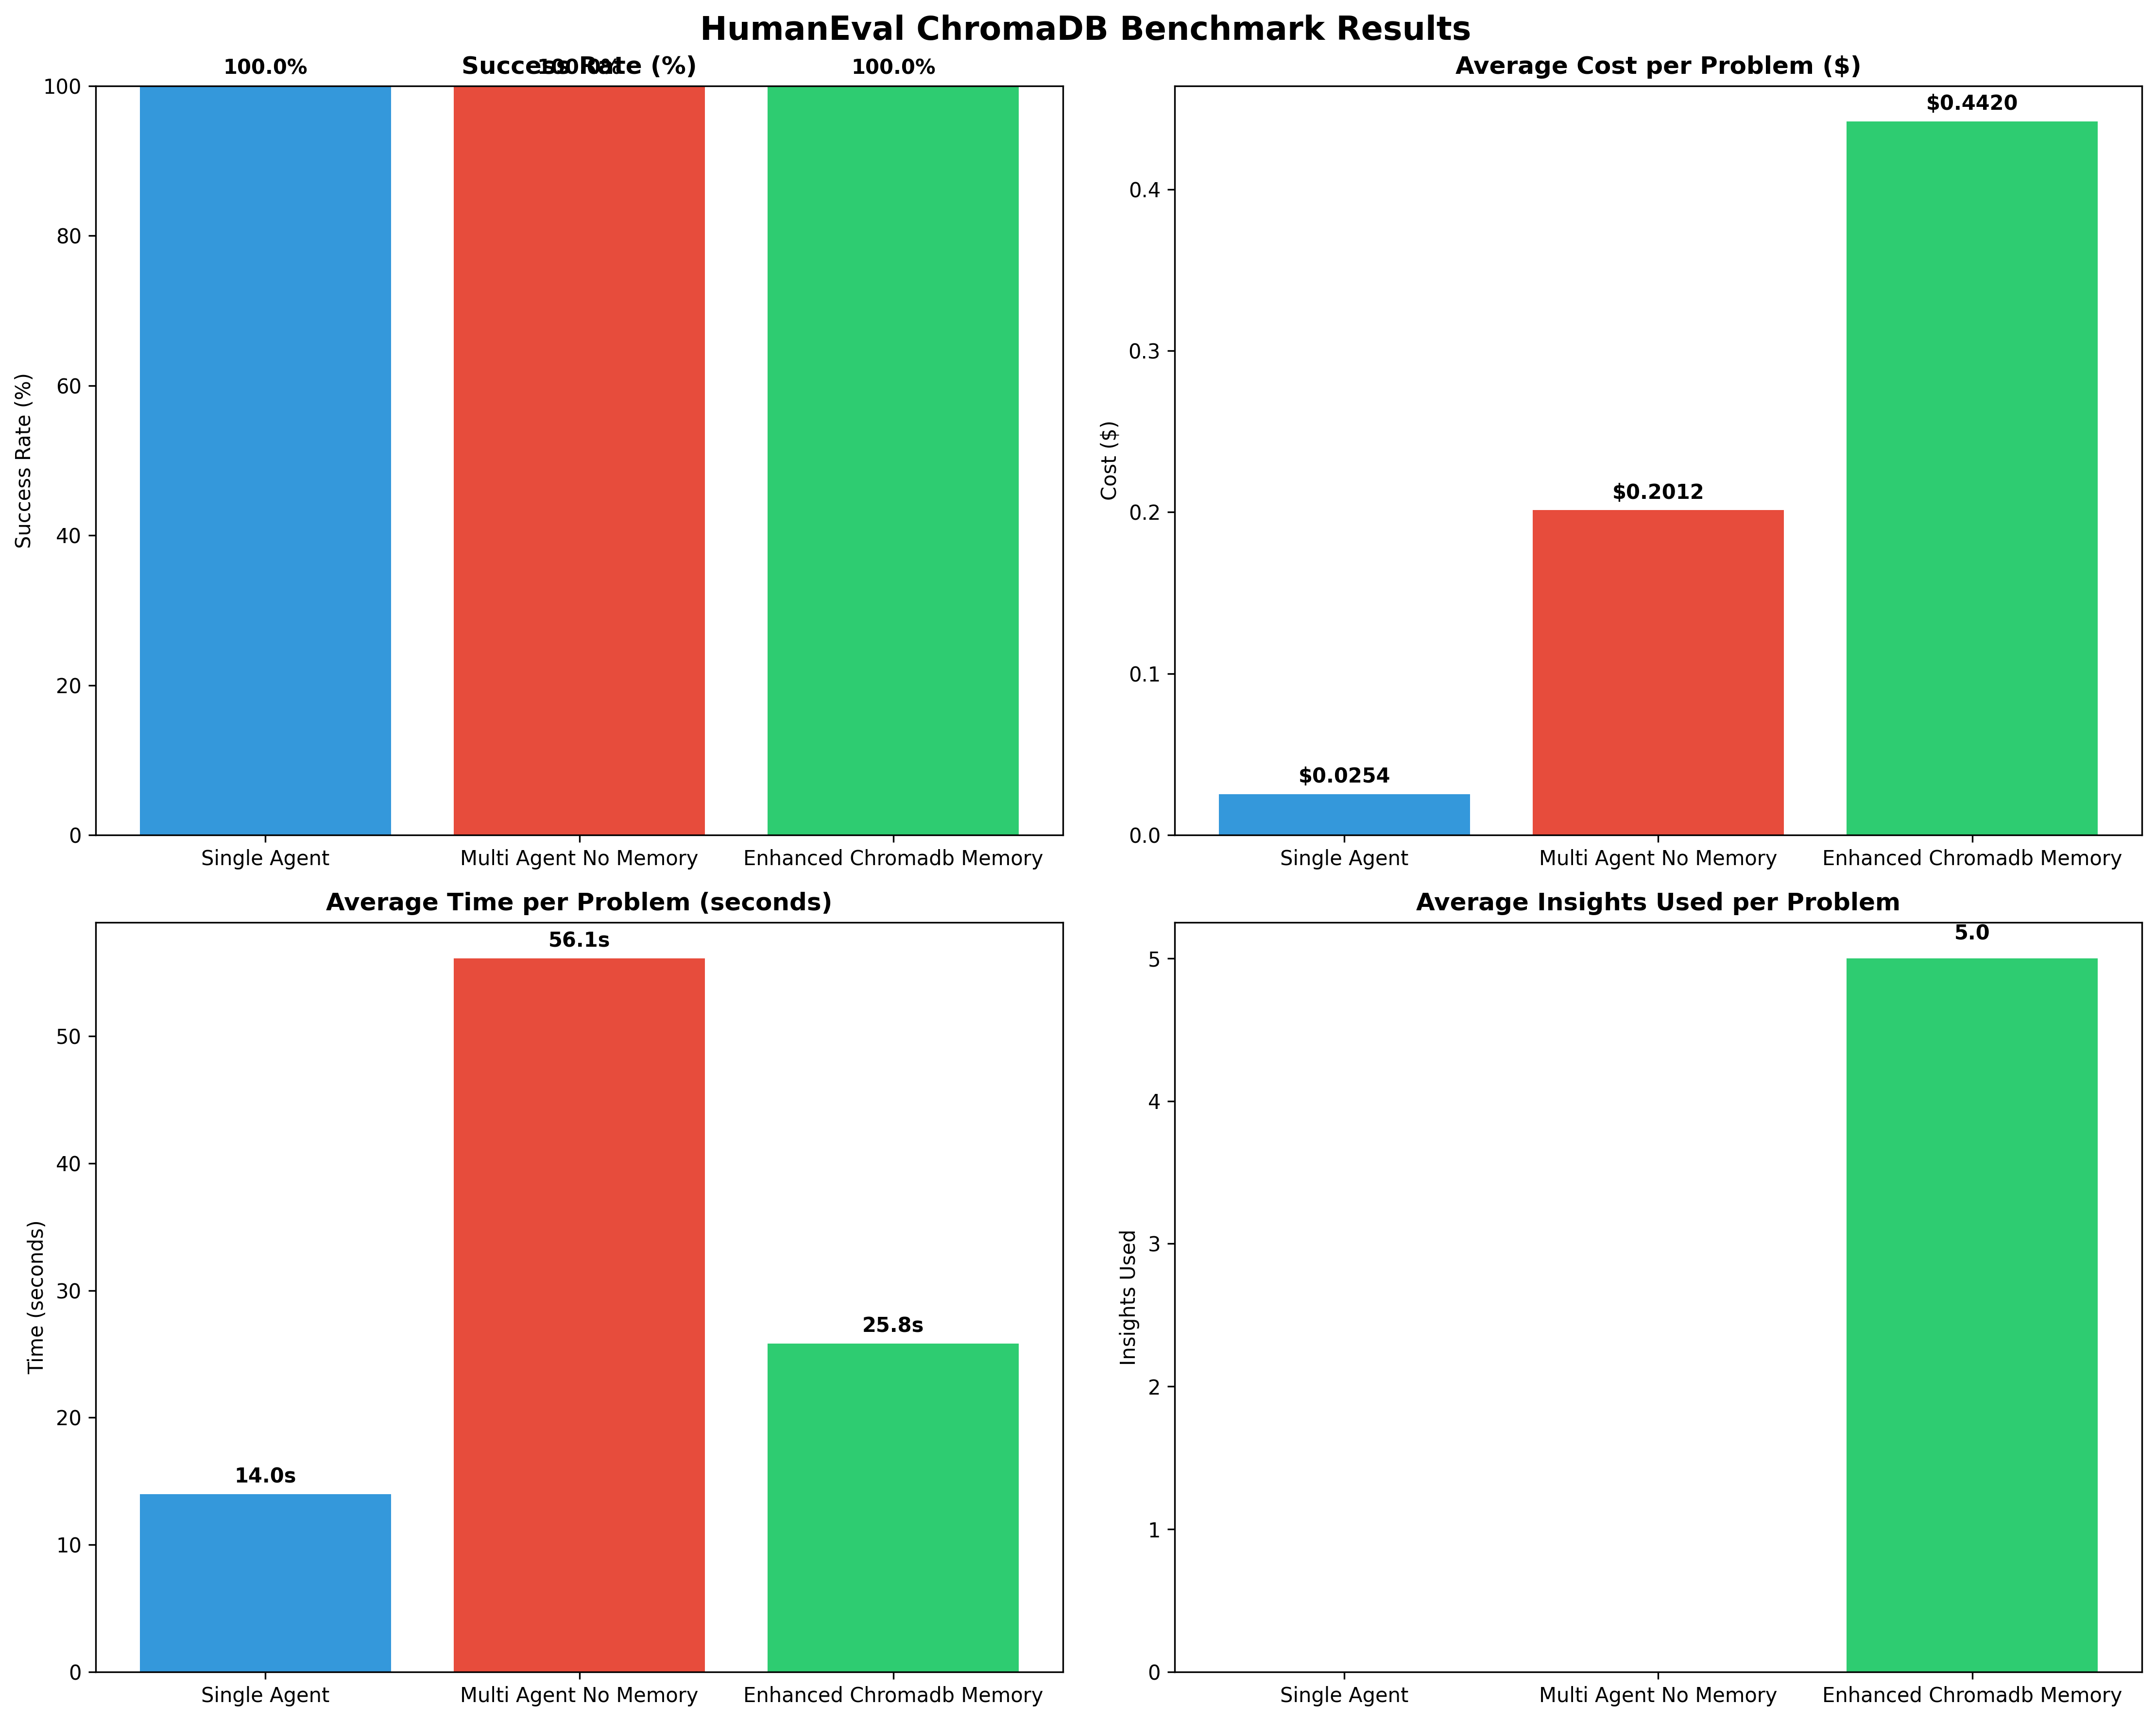 HumanEval ChromaDB Benchmark Results
Success Rate (%)
100.0%
100.0%
100.0%
Success Rate (%)
100
80
60
40
20
0
Single Agent
Multi Agent No Memory
Enhanced Chromadb Memory
Average Cost per Problem ($)
Cost ($)
0.4
0.3
0.2
0.1
0.0
$0.0254
$0.2012
$0.4420
Single Agent
Multi Agent No Memory
Enhanced Chromadb Memory
Average Time per Problem (seconds)
Time (seconds)
50
40
30
20
10
0
14.0s
56.1s
25.8s
Single Agent
Multi Agent No Memory
Enhanced Chromadb Memory
Average Insights Used per Problem
Insights Used
5
4
3
2
1
0
5.0
Single Agent
Multi Agent No Memory
Enhanced Chromadb Memory